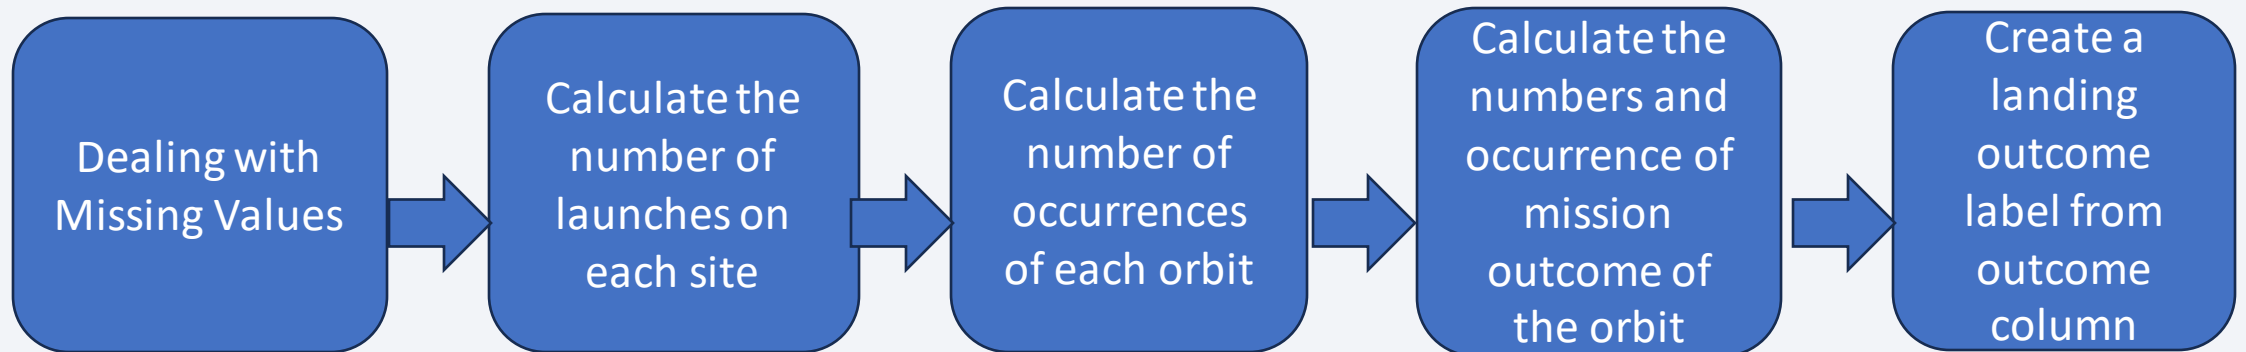 Dealing with
Missing Values
Calculate the
number of
launches on
each site
Calculate the
number of
occurrences
of each orbit
Calculate the
numbers and
occurrence of
mission
outcome of
the orbit
Create a
landing
outcome
label from
outcome
column